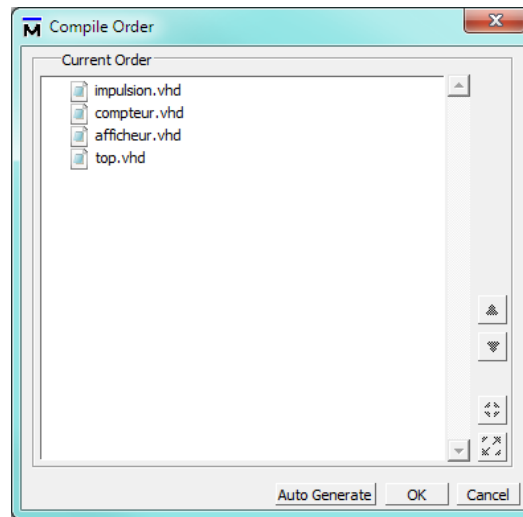 Compile Order
Current Order
impulsion.vhd
compteur.vhd
afficheur.vhd
top.vhd
Auto Generate OK Cancel